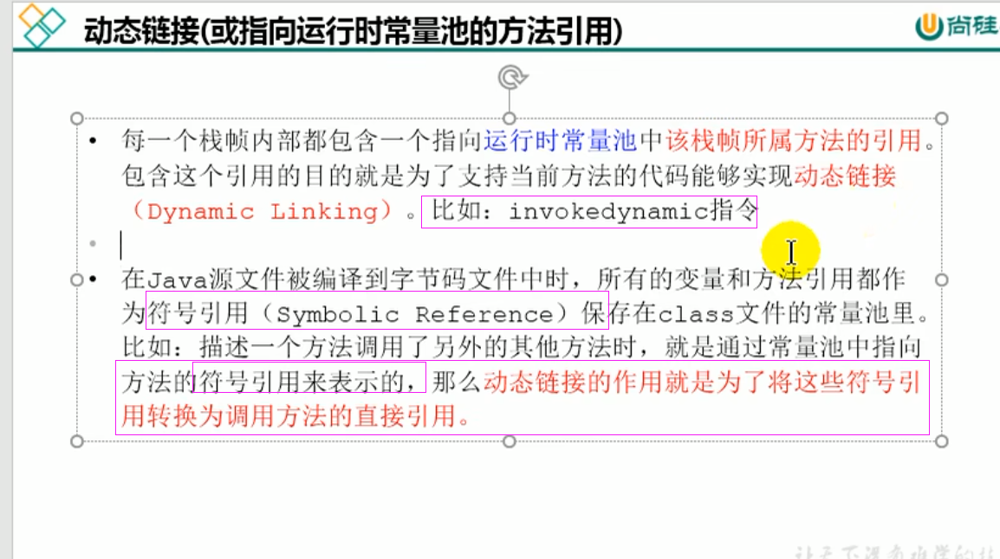 动态链接(或指向运行时常量池的方法引用)
尚硅
• 每一个栈帧内部都包含一个指向运行时常量池中该栈帧所属方法的引用。
包含这个引用的目的就是为了支持当前方法的代码能够实现动态链接
（Dynamic Linking）。比如：invokedynamic指令
• 在Java源文件被编译到字节码文件中时，所有的变量和方法引用都作
为符号引用（Symbolic Reference）保存在class文件的常量池里。
比如：描述一个方法调用了另外的其他方法时，就是通过常量池中指向
方法的符号引用来表示的，那么动态链接的作用就是为了将这些符号引
用转换为调用方法的直接引用。